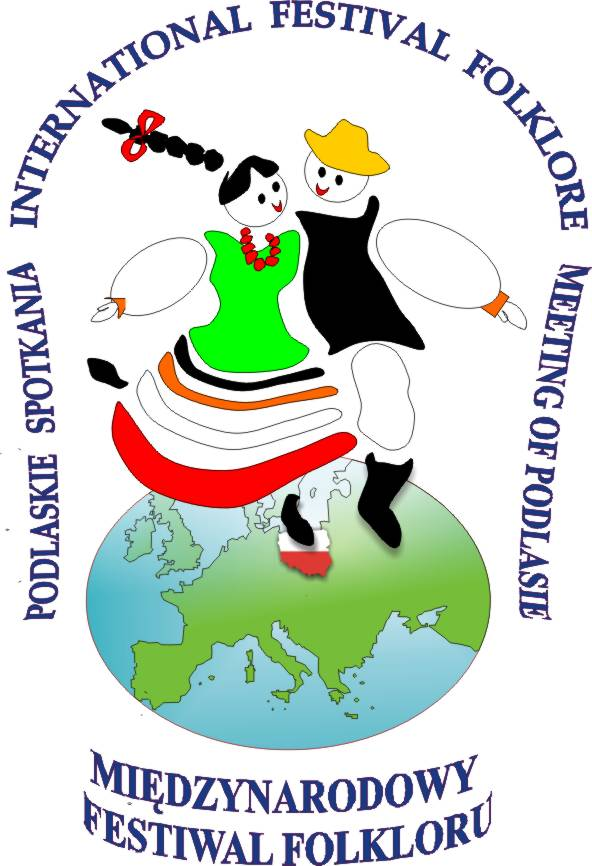 PODLASKIE SPOTKANIA
INTERNATIONAL FESTIVAL FOLKLORE
MEETING OF PODLASIE
MIĘDZYNARODOWY
FESTIWAL FOLKLORU